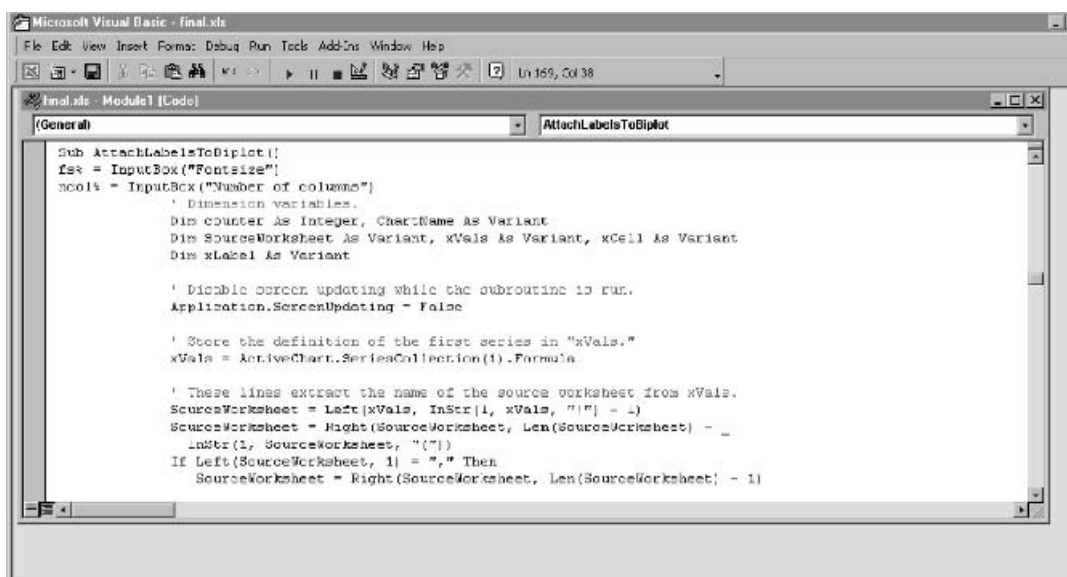 Microsoft Visual Basic - final.xls
File Edit View Insert Format Debug Run Tools Add-Ins Window Help
Ln 169, Col 38
final.xls - Module1 [Code]
(General)
AttachLabelsToBiplot
Sub AttachLabelsToBiplot()
fs% = InputBox("Fontsize")
ncol% = InputBox("Number of columns")
' Dimension variables.
Dim counter As Integer, ChartName As Variant
Dim SourceWorksheet As Variant, xVals As Variant, xCell As Variant
Dim xLabel As Variant
' Disable screen updating while the subroutine is run.
Application.ScreenUpdating = False
' Store the definition of the first series in "xVals."
xVals = ActiveChart.SeriesCollection(1).Formula
' These lines extract the name of the source worksheet from xVals.
SourceWorksheet = Left(xVals, InStr(1, xVals, "!") - 1)
SourceWorksheet = Right(SourceWorksheet, Len(SourceWorksheet) - _
InStr(1, SourceWorksheet, "("))
If Left(SourceWorksheet, 1) = "," Then
SourceWorksheet = Right(SourceWorksheet, Len(SourceWorksheet) - 1)